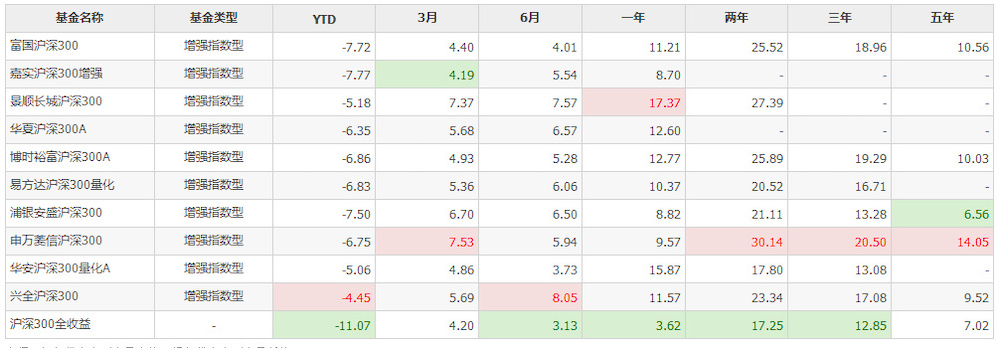 基金名称 基金类型 YTD 3月 6月 一年 两年 三年 五年
富国沪深300 增强指数型 -7.72 4.40 4.01 11.21 25.52 18.96 10.56
嘉实沪深300增强 增强指数型 -7.77 4.19 5.54 8.70 - - -
景顺长城沪深300 增强指数型 -5.18 7.37 7.57 17.37 27.39 - -
华夏沪深300A 增强指数型 -6.35 5.68 6.57 12.60 - - -
博时裕富沪深300A 增强指数型 -6.86 4.93 5.28 12.77 25.89 19.29 10.03
易方达沪深300量化 增强指数型 -6.83 5.36 6.06 10.37 20.52 16.71 -
浦银安盛沪深300 增强指数型 -7.50 6.70 6.50 8.82 21.11 13.28 6.56
申万菱信沪深300 增强指数型 -6.75 7.53 5.94 9.57 30.14 20.50 14.05
华安沪深300量化A 增强指数型 -5.06 4.86 3.73 15.87 17.80 13.08 -
兴全沪深300 增强指数型 -4.45 5.69 8.05 11.57 23.34 17.08 9.52
沪深300全收益 - -11.07 4.20 3.13 3.62 17.25 12.85 7.02